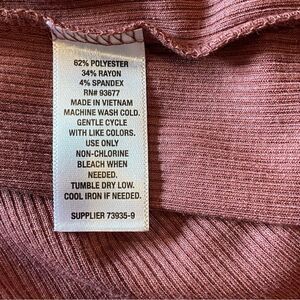 62% POLYESTER
34% RAYON
4% SPANDEX
RN# 93677
MADE IN VIETNAM
MACHINE WASH COLD.
GENTLE CYCLE
WITH LIKE COLORS.
USE ONLY
NON-CHLORINE
BLEACH WHEN
NEEDED.
TUMBLE DRY LOW.
COOL IRON IF NEEDED.
SUPPLIER 73935-9